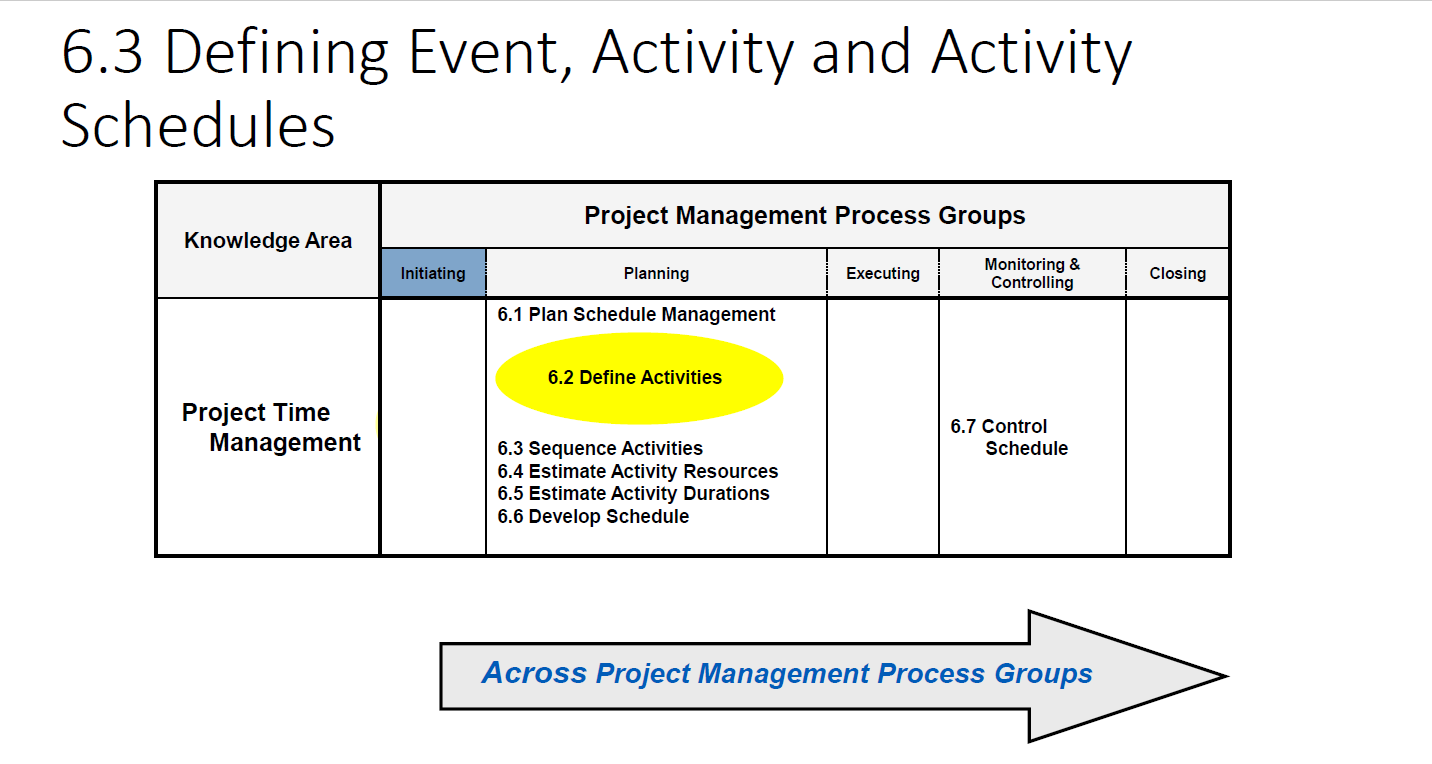 6.3 Defining Event, Activity and Activity
Schedules
Knowledge Area
Project Management Process Groups
Initiating
Planning
Executing
Monitoring &
Controlling
Closing
Project Time
Management
6.1 Plan Schedule Management
6.2 Define Activities
6.3 Sequence Activities
6.4 Estimate Activity Resources
6.5 Estimate Activity Durations
6.6 Develop Schedule
6.7 Control
Schedule
Across Project Management Process Groups